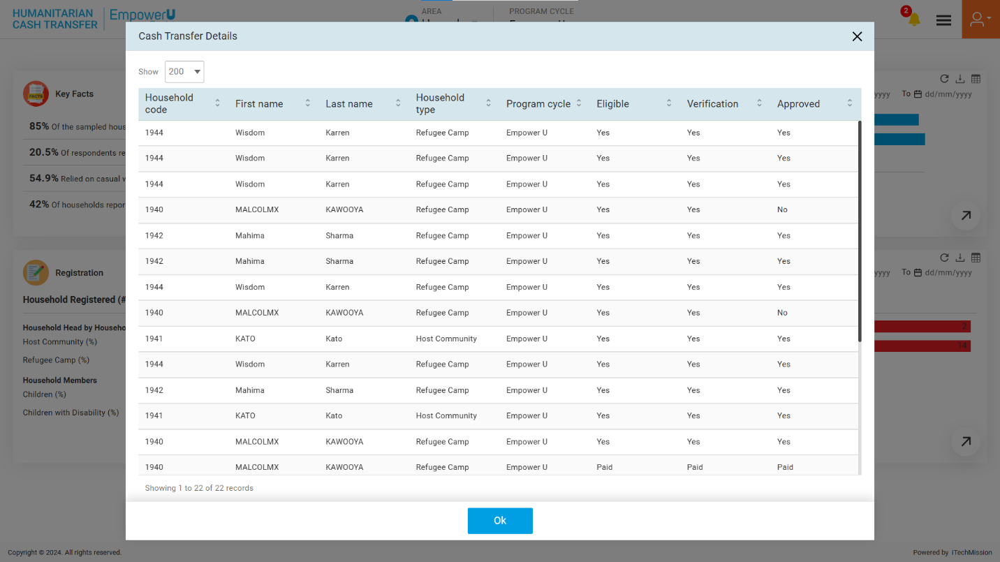 HUMANITARIAN
CASH TRANSFER
EmpowerU
AREA
PROGRAM CYCLE
2
Cash Transfer Details
Show 200
Household code First name Last name Household type Program cycle Eligible Verification Approved
1944 Wisdom Karren Refugee Camp Empower U Yes Yes Yes
1944 Wisdom Karren Refugee Camp Empower U Yes Yes Yes
1944 Wisdom Karren Refugee Camp Empower U Yes Yes Yes
1940 MALCOLMX KAWOOYA Refugee Camp Empower U Yes Yes No
1942 Mahima Sharma Refugee Camp Empower U Yes Yes Yes
1942 Mahima Sharma Refugee Camp Empower U Yes Yes Yes
1944 Wisdom Karren Refugee Camp Empower U Yes Yes Yes
1940 MALCOLMX KAWOOYA Refugee Camp Empower U Yes Yes No
1941 KATO Kato Host Community Empower U Yes Yes Yes
1944 Wisdom Karren Refugee Camp Empower U Yes Yes Yes
1942 Mahima Sharma Refugee Camp Empower U Yes Yes Yes
1941 KATO Kato Host Community Empower U Yes Yes Yes
1940 MALCOLMX KAWOOYA Refugee Camp Empower U Yes Yes Yes
1940 MALCOLMX KAWOOYA Refugee Camp Empower U Paid Paid Paid
Showing 1 to 22 of 22 records
Ok
FACTS
Key Facts
85% Of the sampled hous
20.5% Of respondents re
54.9% Relied on casual w
42% Of households repor
Registration
Household Registered (#
Household Head by Househo
Host Community (%)
Refugee Camp (%)
Household Members
Children (%)
Children with Disability (%)
yyyy To dd/mm/yyyy
yyyy To dd/mm/yyyy
2
14
Copyright © 2024. All rights reserved.
Powered by iTechMission